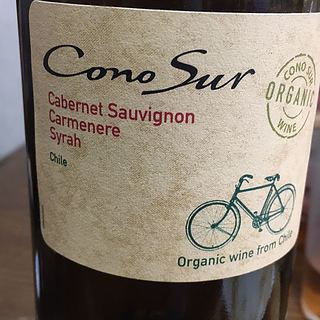 Cono Sur
Cabernet Sauvignon
Carmenere
Syrah
Chile
CONO SUR
ORGANIC
WINE
Organic wine from Chile